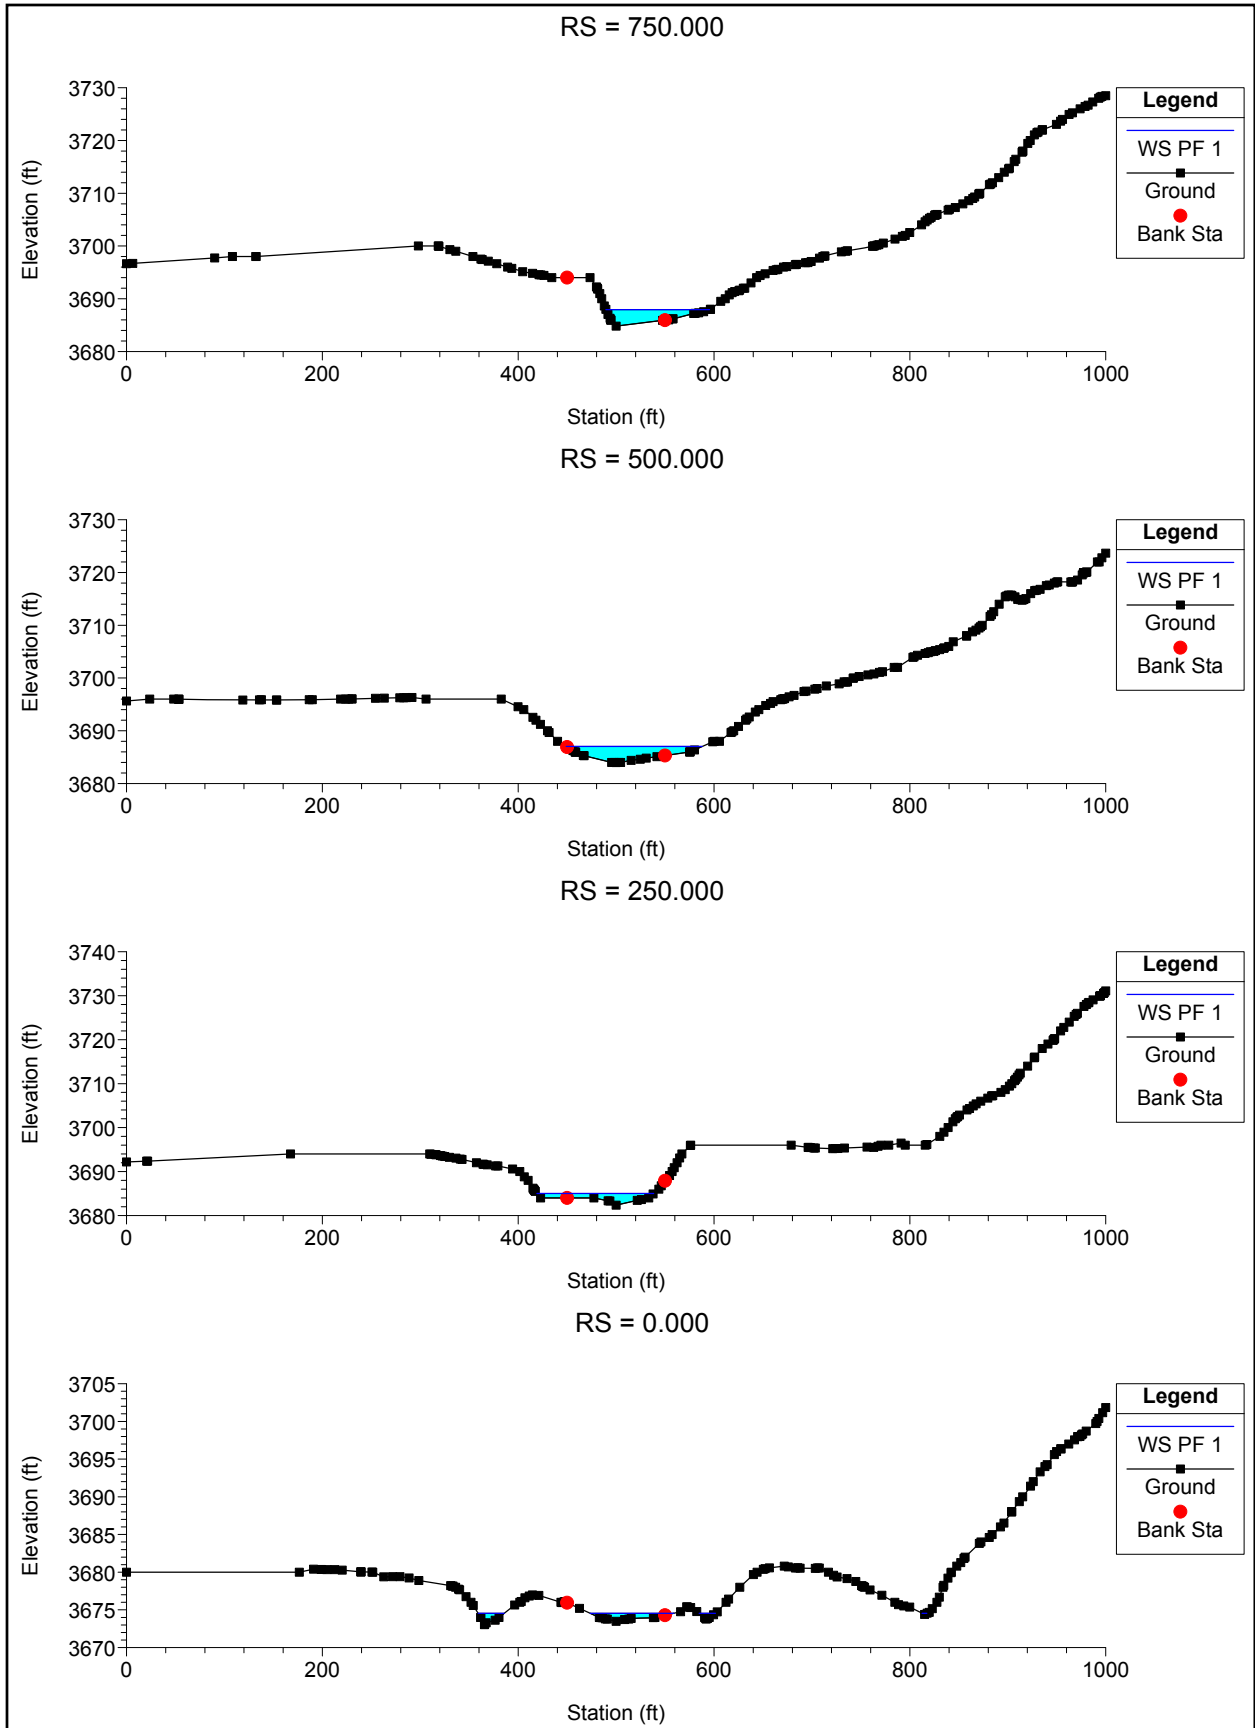 RS = 750.000
Elevation (ft)
3730
3720
3710
3700
3690
3680
0 200 400 600 800 1000
Station (ft)
Legend
WS PF 1
Ground
Bank Sta
RS = 500.000
Elevation (ft)
3730
3720
3710
3700
3690
3680
0 200 400 600 800 1000
Station (ft)
Legend
WS PF 1
Ground
Bank Sta
RS = 250.000
Elevation (ft)
3740
3730
3720
3710
3700
3690
3680
0 200 400 600 800 1000
Station (ft)
Legend
WS PF 1
Ground
Bank Sta
RS = 0.000
Elevation (ft)
3705
3700
3695
3690
3685
3680
3675
3670
0 200 400 600 800 1000
Station (ft)
Legend
WS PF 1
Ground
Bank Sta